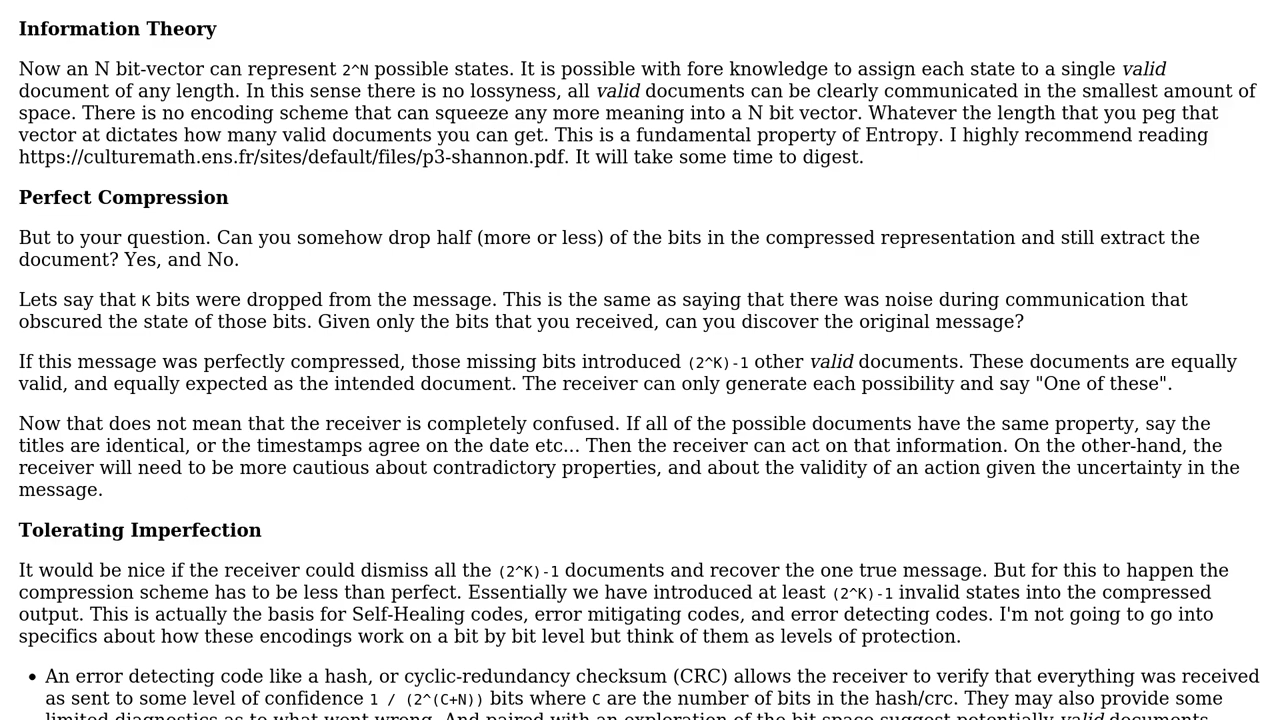 Information Theory
Now an N bit-vector can represent 2^N possible states. It is possible with fore knowledge to assign each state to a single valid
document of any length. In this sense there is no lossyness, all valid documents can be clearly communicated in the smallest amount of
space. There is no encoding scheme that can squeeze any more meaning into a N bit vector. Whatever the length that you peg that
vector at dictates how many valid documents you can get. This is a fundamental property of Entropy. I highly recommend reading
https://culturemath.ens.fr/sites/default/files/p3-shannon.pdf. It will take some time to digest.
Perfect Compression
But to your question. Can you somehow drop half (more or less) of the bits in the compressed representation and still extract the
document? Yes, and No.
Lets say that K bits were dropped from the message. This is the same as saying that there was noise during communication that
obscured the state of those bits. Given only the bits that you received, can you discover the original message?
If this message was perfectly compressed, those missing bits introduced (2^K)-1 other valid documents. These documents are equally
valid, and equally expected as the intended document. The receiver can only generate each possibility and say "One of these".
Now that does not mean that the receiver is completely confused. If all of the possible documents have the same property, say the
titles are identical, or the timestamps agree on the date etc... Then the receiver can act on that information. On the other-hand, the
receiver will need to be more cautious about contradictory properties, and about the validity of an action given the uncertainty in the
message.
Tolerating Imperfection
It would be nice if the receiver could dismiss all the (2^K)-1 documents and recover the one true message. But for this to happen the
compression scheme has to be less than perfect. Essentially we have introduced at least (2^K)-1 invalid states into the compressed
output. This is actually the basis for Self-Healing codes, error mitigating codes, and error detecting codes. I'm not going to go into
specifics about how these encodings work on a bit by bit level but think of them as levels of protection.
• An error detecting code like a hash, or cyclic-redundancy checksum (CRC) allows the receiver to verify that everything was received
as sent to some level of confidence 1 / (2^(C+N)) bits where C are the number of bits in the hash/crc. They may also provide some
limited diagnostics as to what went wrong. And paired with an exploration of the bit space suggest potentially valid documents